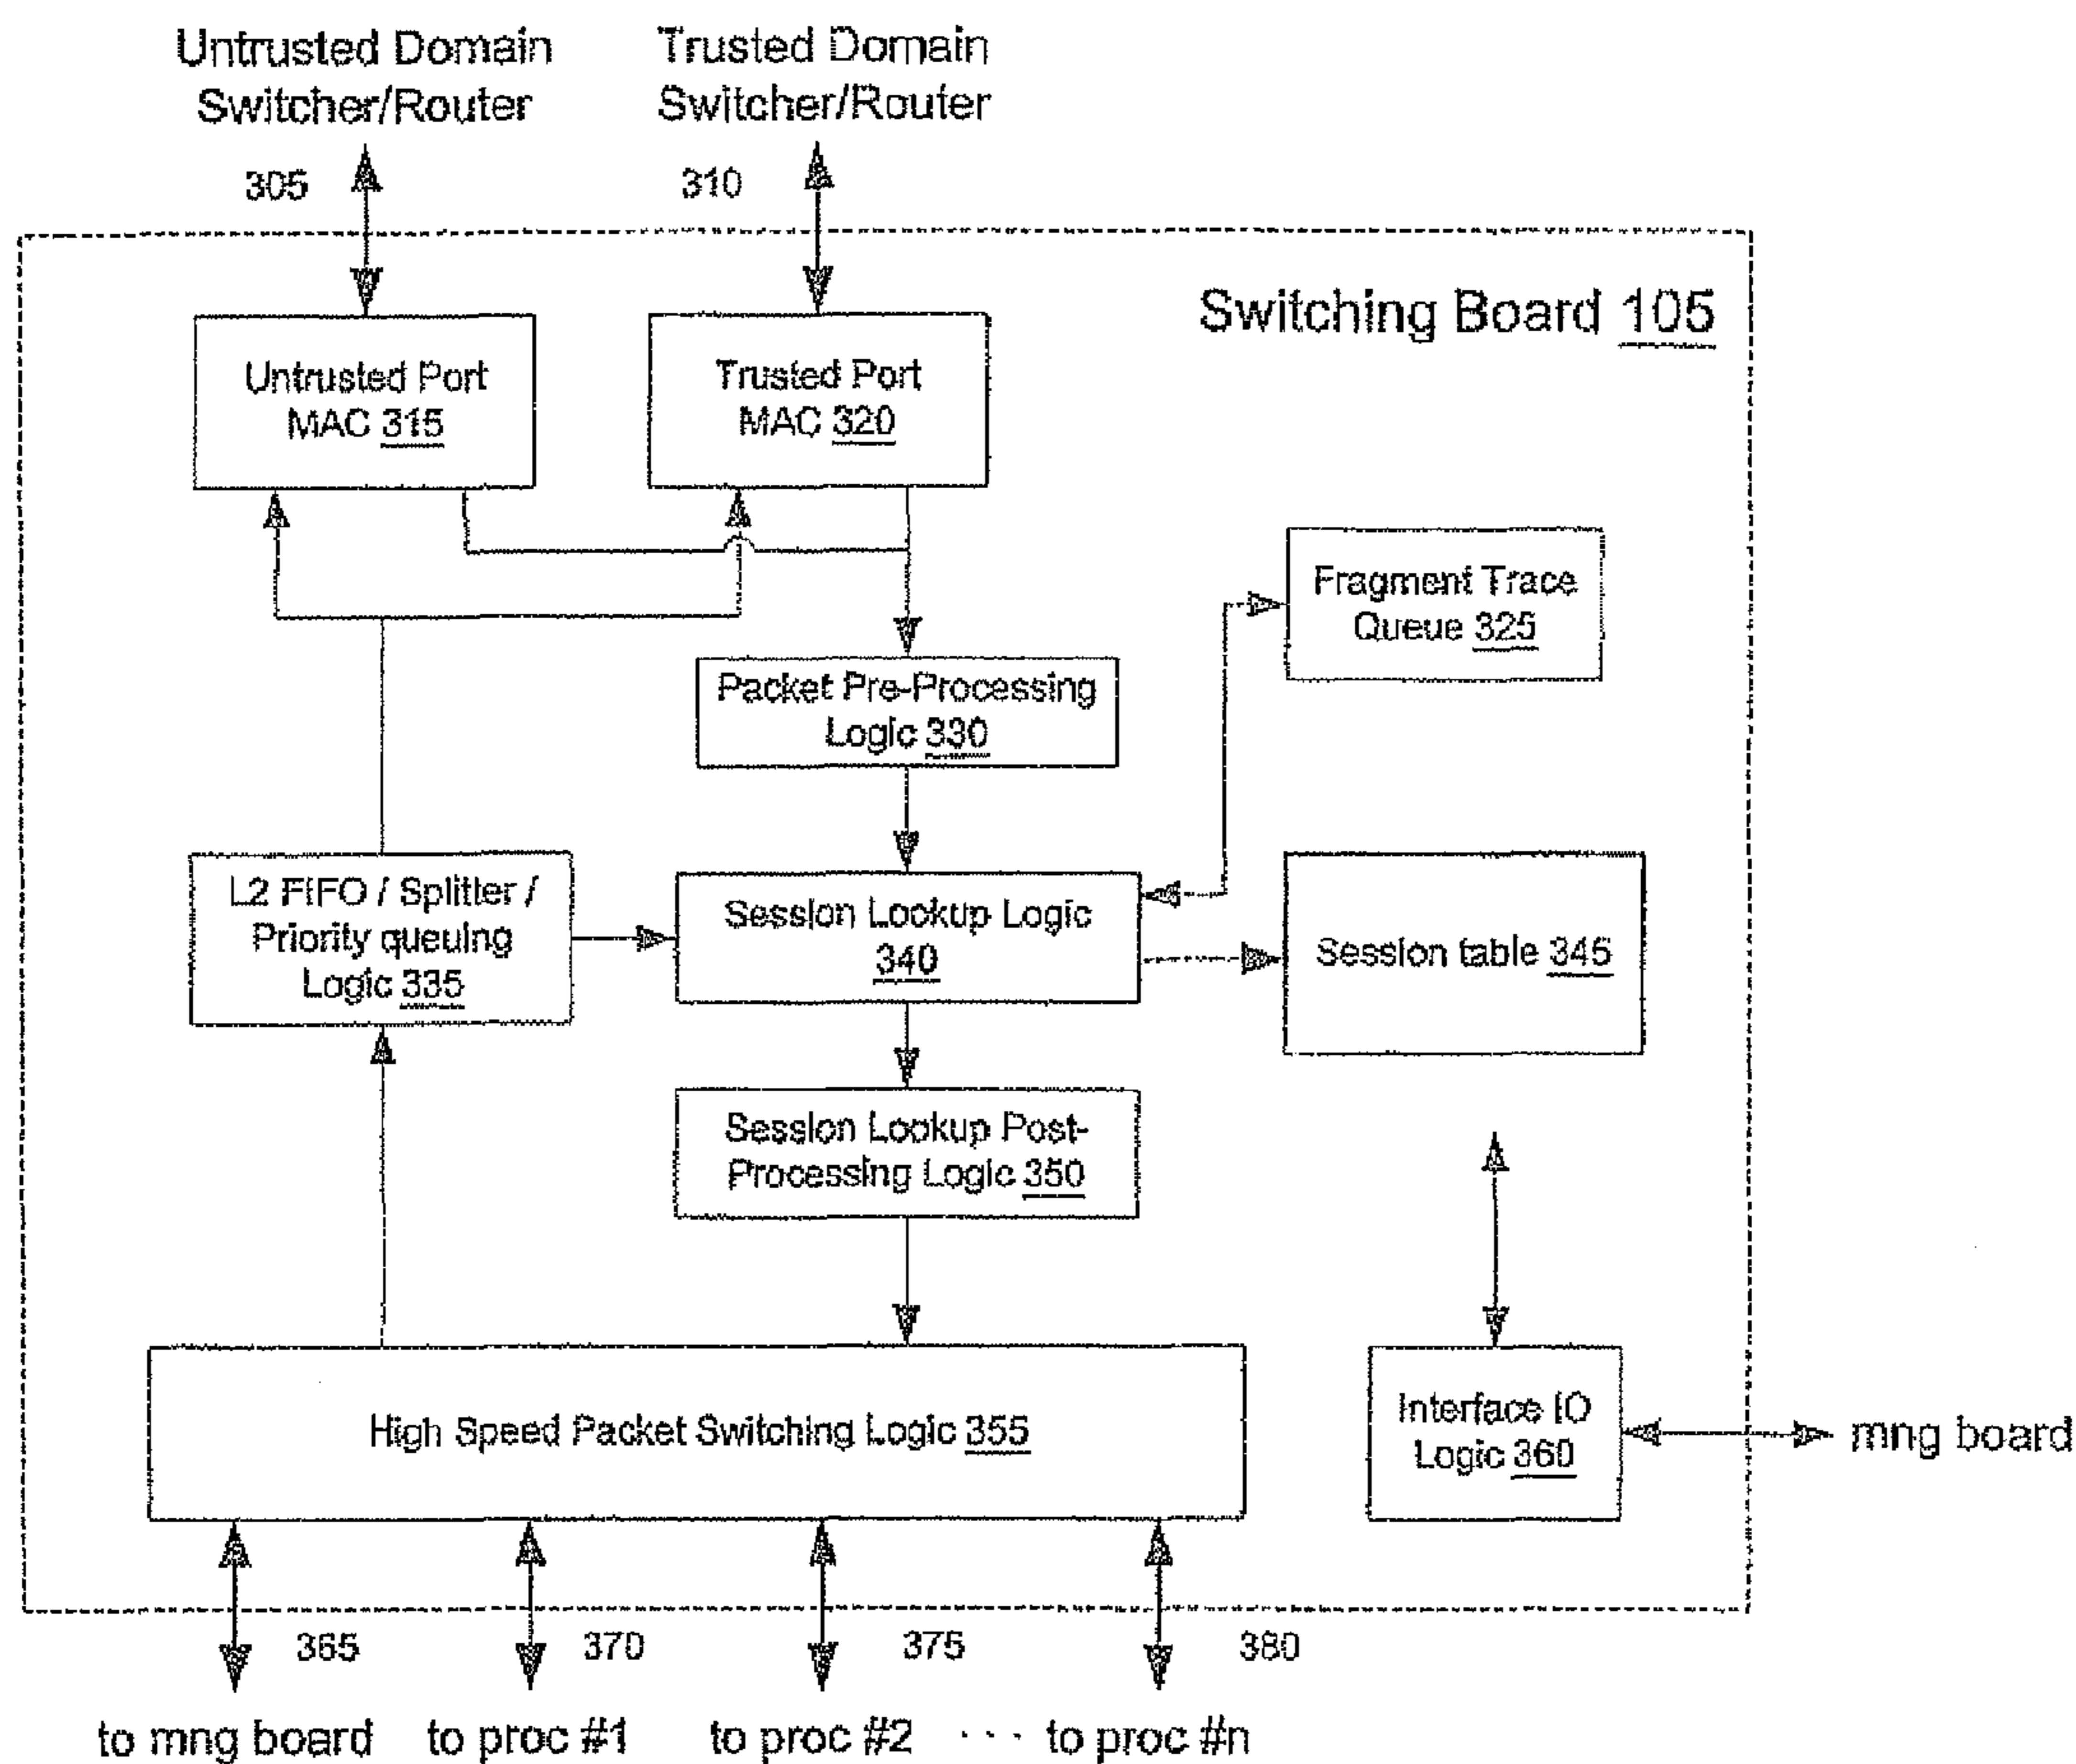 Untrusted Domain
Switcher/Router
Trusted Domain
Switcher/Router
305
310
Switching Board 105
Untrusted Port
MAC 315
Trusted Port
MAC 320
Fragment Trace
Queue 325
Packet Pre-Processing
Logic 330
L2 FIFO / Splitter /
Priority queuing
Logic 335
Session Lookup Logic
340
Session table 345
Session Lookup Post-
Processing Logic 350
High Speed Packet Switching Logic 355
Interface IO
Logic 360
mng board
365
370
375
380
to mng board
to proc #1
to proc #2
...
to proc #n